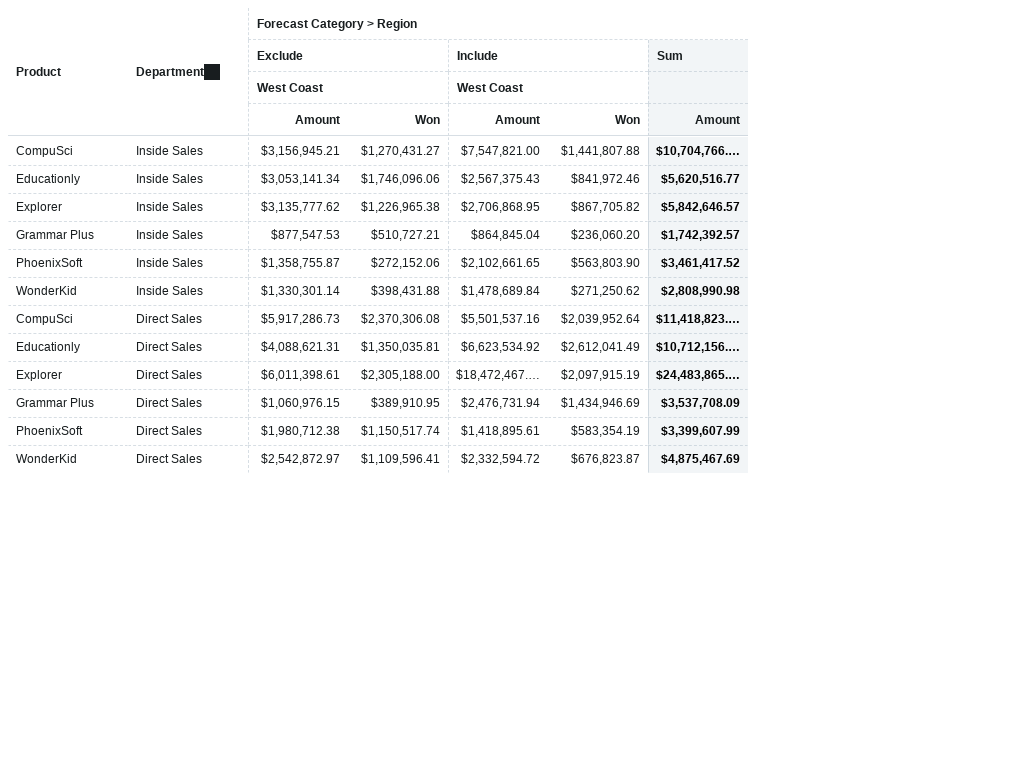 Forecast Category > Region
Product Department Exclude Include Sum
West Coast West Coast
Amount Won Amount Won Amount
CompuSci Inside Sales $3,156,945.21 $1,270,431.27 $7,547,821.00 $1,441,807.88 $10,704,766.…
Educationly Inside Sales $3,053,141.34 $1,746,096.06 $2,567,375.43 $841,972.46 $5,620,516.77
Explorer Inside Sales $3,135,777.62 $1,226,965.38 $2,706,868.95 $867,705.82 $5,842,646.57
Grammar Plus Inside Sales $877,547.53 $510,727.21 $864,845.04 $236,060.20 $1,742,392.57
PhoenixSoft Inside Sales $1,358,755.87 $272,152.06 $2,102,661.65 $563,803.90 $3,461,417.52
WonderKid Inside Sales $1,330,301.14 $398,431.88 $1,478,689.84 $271,250.62 $2,808,990.98
CompuSci Direct Sales $5,917,286.73 $2,370,306.08 $5,501,537.16 $2,039,952.64 $11,418,823.…
Educationly Direct Sales $4,088,621.31 $1,350,035.81 $6,623,534.92 $2,612,041.49 $10,712,156.…
Explorer Direct Sales $6,011,398.61 $2,305,188.00 $18,472,467.… $2,097,915.19 $24,483,865.…
Grammar Plus Direct Sales $1,060,976.15 $389,910.95 $2,476,731.94 $1,434,946.69 $3,537,708.09
PhoenixSoft Direct Sales $1,980,712.38 $1,150,517.74 $1,418,895.61 $583,354.19 $3,399,607.99
WonderKid Direct Sales $2,542,872.97 $1,109,596.41 $2,332,594.72 $676,823.87 $4,875,467.69